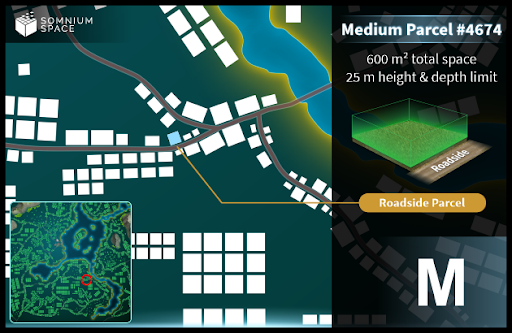 SOMNIUM
SPACE
Medium Parcel #4674
600 m² total space
25 m height & depth limit
Roadside
Roadside Parcel
M